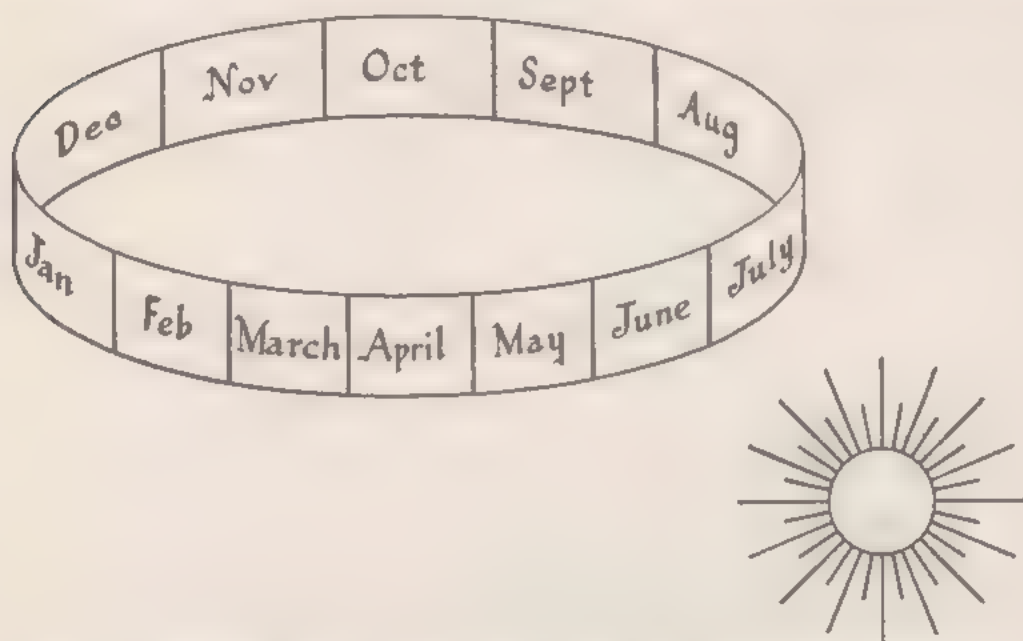 Dec
Nov
Oct
Sept
Aug
Jan
Feb
March
April
May
June
July